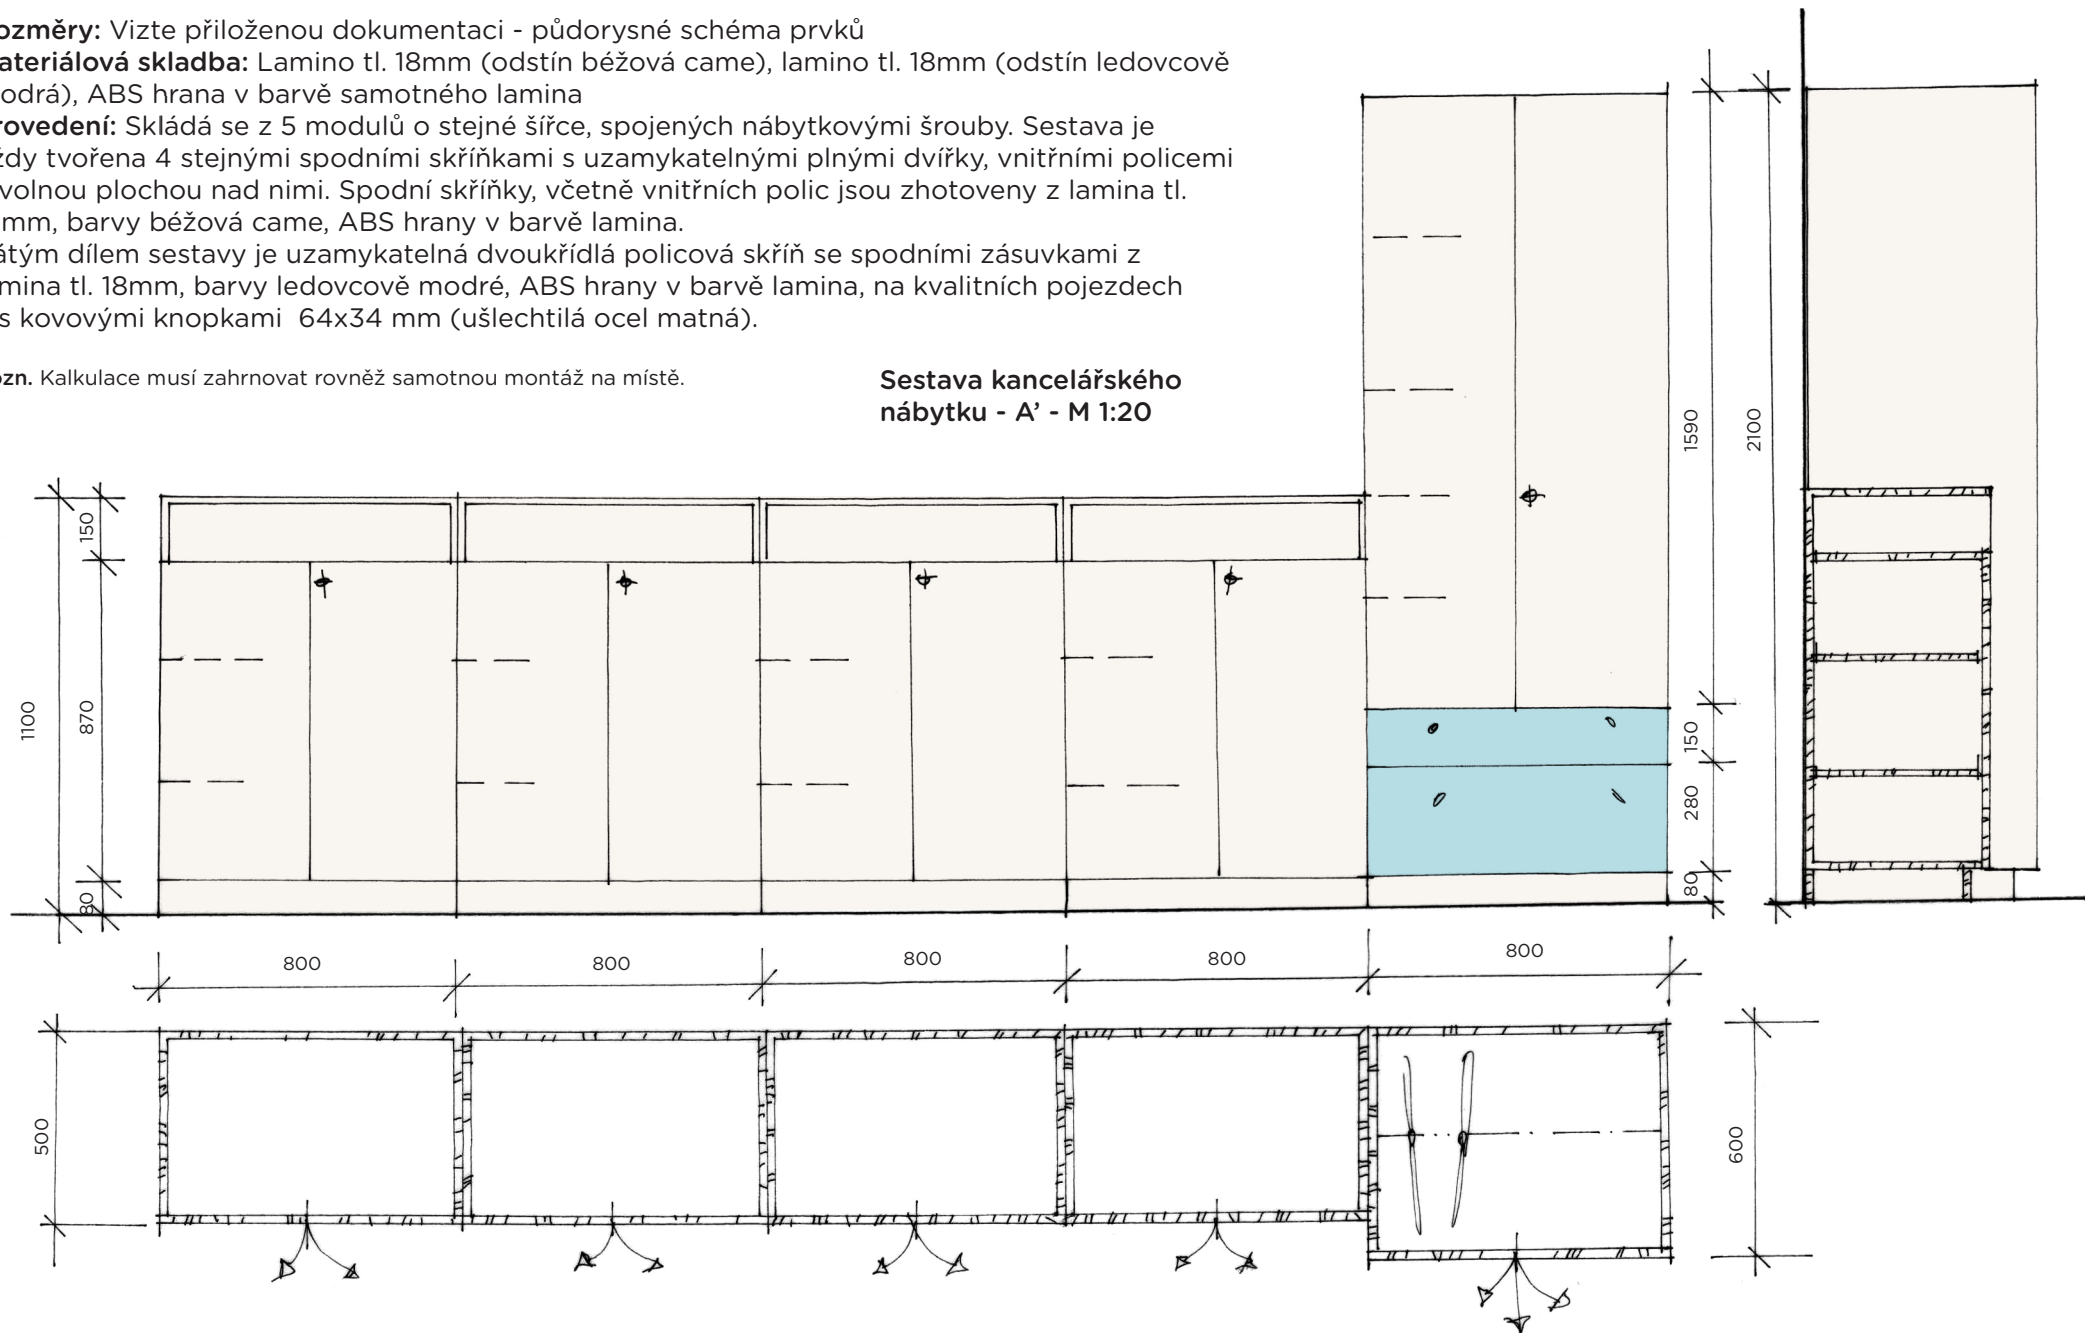 ozměry: Vizte přiloženou dokumentaci - půdorysné schéma prvků
ateriálová skladba: Lamino tl. 18mm (odstín béžová came), lamino tl. 18mm (odstín ledovcově
odrá), ABS hrana v barvě samotného lamina
rovedení: Skládá se z 5 modulů o stejné šířce, spojených nábytkovými šrouby. Sestava je
ždy tvořena 4 stejnými spodními skříňkami s uzamykatelnými plnými dvířky, vnitřními policemi
volnou plochou nad nimi. Spodní skříňky, včetně vnitřních polic jsou zhotoveny z lamina tl.
mm, barvy béžová came, ABS hrany v barvě lamina.
átým dílem sestavy je uzamykatelná dvoukřídlá policová skříň se spodními zásuvkami z
mina tl. 18mm, barvy ledovcově modré, ABS hrany v barvě lamina, na kvalitních pojezdech
s kovovými knopkami 64x34 mm (ušlechtilá ocel matná).
ozn. Kalkulace musí zahrnovat rovněž samotnou montáž na místě.
Sestava kancelářského
nábytku - A' - M 1:20
1590
2100
150
1100
870
80
150
280
80
800
800
800
800
800
500
600